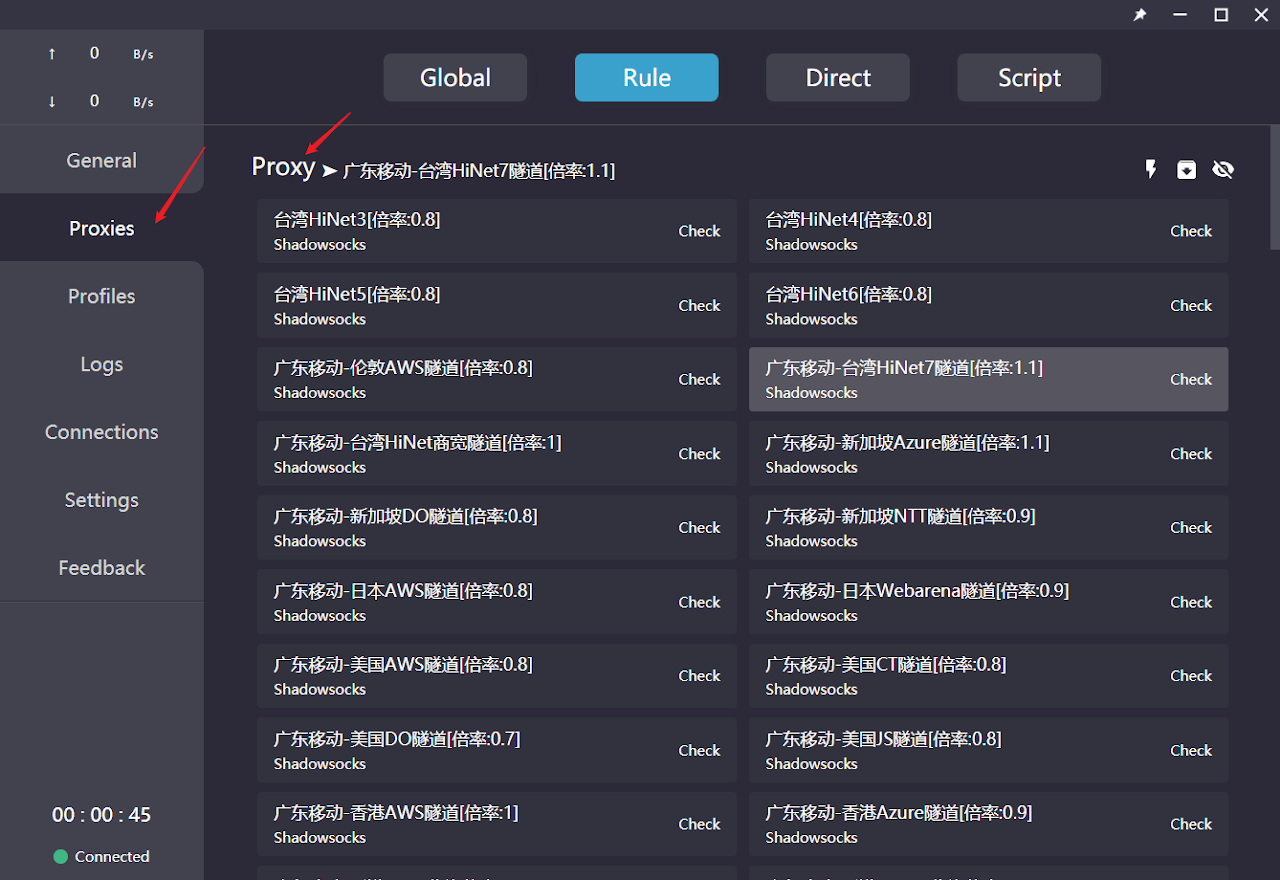 ↑ 0 B/s
↓ 0 B/s
Global
Rule
Direct
Script
General
Proxies
Profiles
Logs
Connections
Settings
Feedback
00 : 00 : 45
Connected
Proxy ➤ 广东移动-台湾HiNet7隧道[倍率:1.1]
台湾HiNet3[倍率:0.8]
Shadowsocks
Check
台湾HiNet4[倍率:0.8]
Shadowsocks
Check
台湾HiNet5[倍率:0.8]
Shadowsocks
Check
台湾HiNet6[倍率:0.8]
Shadowsocks
Check
广东移动-伦敦AWS隧道[倍率:0.8]
Shadowsocks
Check
广东移动-台湾HiNet7隧道[倍率:1.1]
Shadowsocks
Check
广东移动-台湾HiNet商宽隧道[倍率:1]
Shadowsocks
Check
广东移动-新加坡Azure隧道[倍率:1.1]
Shadowsocks
Check
广东移动-新加坡DO隧道[倍率:0.8]
Shadowsocks
Check
广东移动-新加坡NTT隧道[倍率:0.9]
Shadowsocks
Check
广东移动-日本AWS隧道[倍率:0.8]
Shadowsocks
Check
广东移动-日本Webarena隧道[倍率:0.9]
Shadowsocks
Check
广东移动-美国AWS隧道[倍率:0.8]
Shadowsocks
Check
广东移动-美国CT隧道[倍率:0.8]
Shadowsocks
Check
广东移动-美国DO隧道[倍率:0.7]
Shadowsocks
Check
广东移动-美国JS隧道[倍率:0.8]
Shadowsocks
Check
广东移动-香港AWS隧道[倍率:1]
Shadowsocks
Check
广东移动-香港Azure隧道[倍率:0.9]
Shadowsocks
Check